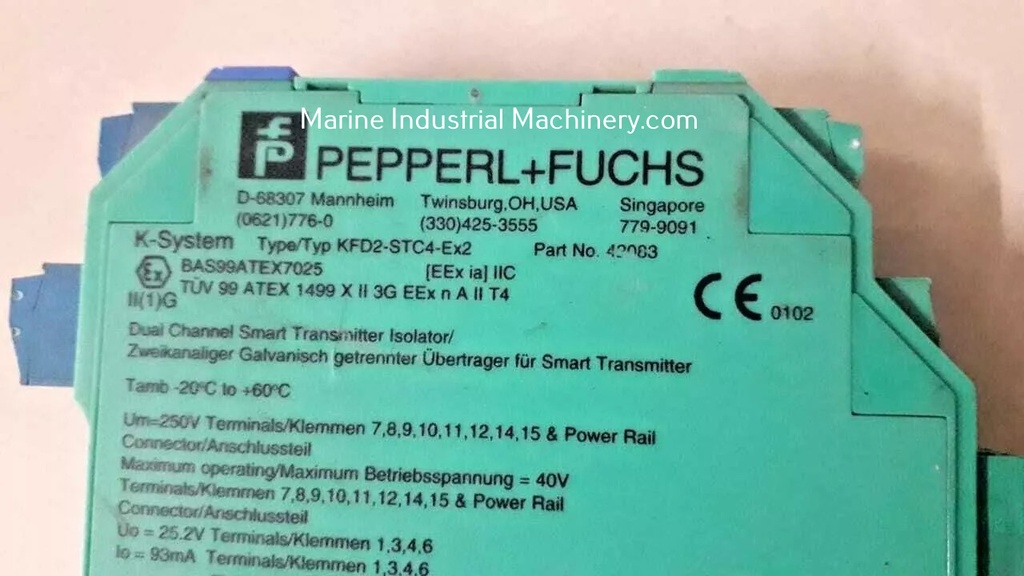 Marine Industrial Machinery.com
PEPPERL+FUCHS
D-68307 Mannheim Twinsburg,OH,USA Singapore
(0621)776-0 (330)425-3555 779-9091
K-System Type/Typ KFD2-STC4-Ex2 Part No.
BAS99ATEX7025 [EEx ia] IIC
TÜV 99 ATEX 1499 X II 3G EEx n A II T4
II(1)G
CE 0102
Dual Channel Smart Transmitter Isolator/
Zweikanaliger Galvanisch getrennter Übertrager für Smart Transmitter
Tamb -20°C to +60°C
Um=250V Terminals/Klemmen 7,8,9,10,11,12,14,15 & Power Rail
Connector/Anschlussteil
Maximum operating/Maximum Betriebsspannung = 40V
Terminals/Klemmen 7,8,9,10,11,12,14,15 & Power Rail
Connector/Anschlussteil
Uo = 25.2V Terminals/Klemmen 1,3,4,6
Io = 93mA Terminals/Klemmen 1,3,4,6